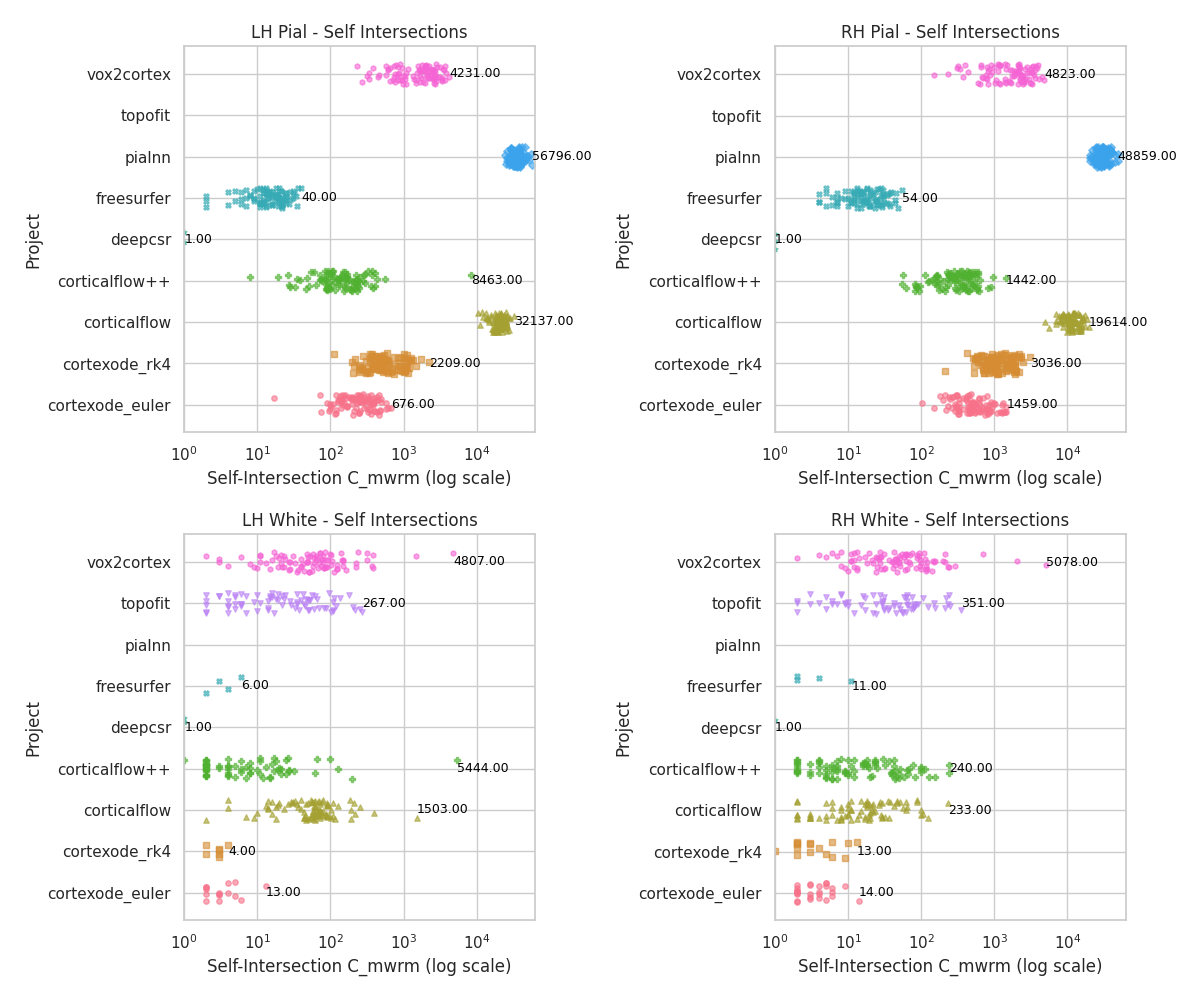 LH Pial - Self Intersections
Project
vox2cortex
topofit
pialnn
freesurfer
deepcsr
corticalflow++
corticalflow
cortexode_rk4
cortexode_euler
4231.00
56796.00
40.00
1.00
8463.00
32137.00
2209.00
676.00
10^0 10^1 10^2 10^3 10^4
Self-Intersection C_mwrm (log scale)
RH Pial - Self Intersections
Project
vox2cortex
topofit
pialnn
freesurfer
deepcsr
corticalflow++
corticalflow
cortexode_rk4
cortexode_euler
4823.00
48859.00
54.00
1.00
1442.00
19614.00
3036.00
1459.00
10^0 10^1 10^2 10^3 10^4
Self-Intersection C_mwrm (log scale)
LH White - Self Intersections
Project
vox2cortex
topofit
pialnn
freesurfer
deepcsr
corticalflow++
corticalflow
cortexode_rk4
cortexode_euler
4807.00
267.00
6.00
1.00
5444.00
1503.00
4.00
13.00
10^0 10^1 10^2 10^3 10^4
Self-Intersection C_mwrm (log scale)
RH White - Self Intersections
Project
vox2cortex
topofit
pialnn
freesurfer
deepcsr
corticalflow++
corticalflow
cortexode_rk4
cortexode_euler
5078.00
351.00
11.00
1.00
240.00
233.00
13.00
14.00
10^0 10^1 10^2 10^3 10^4
Self-Intersection C_mwrm (log scale)